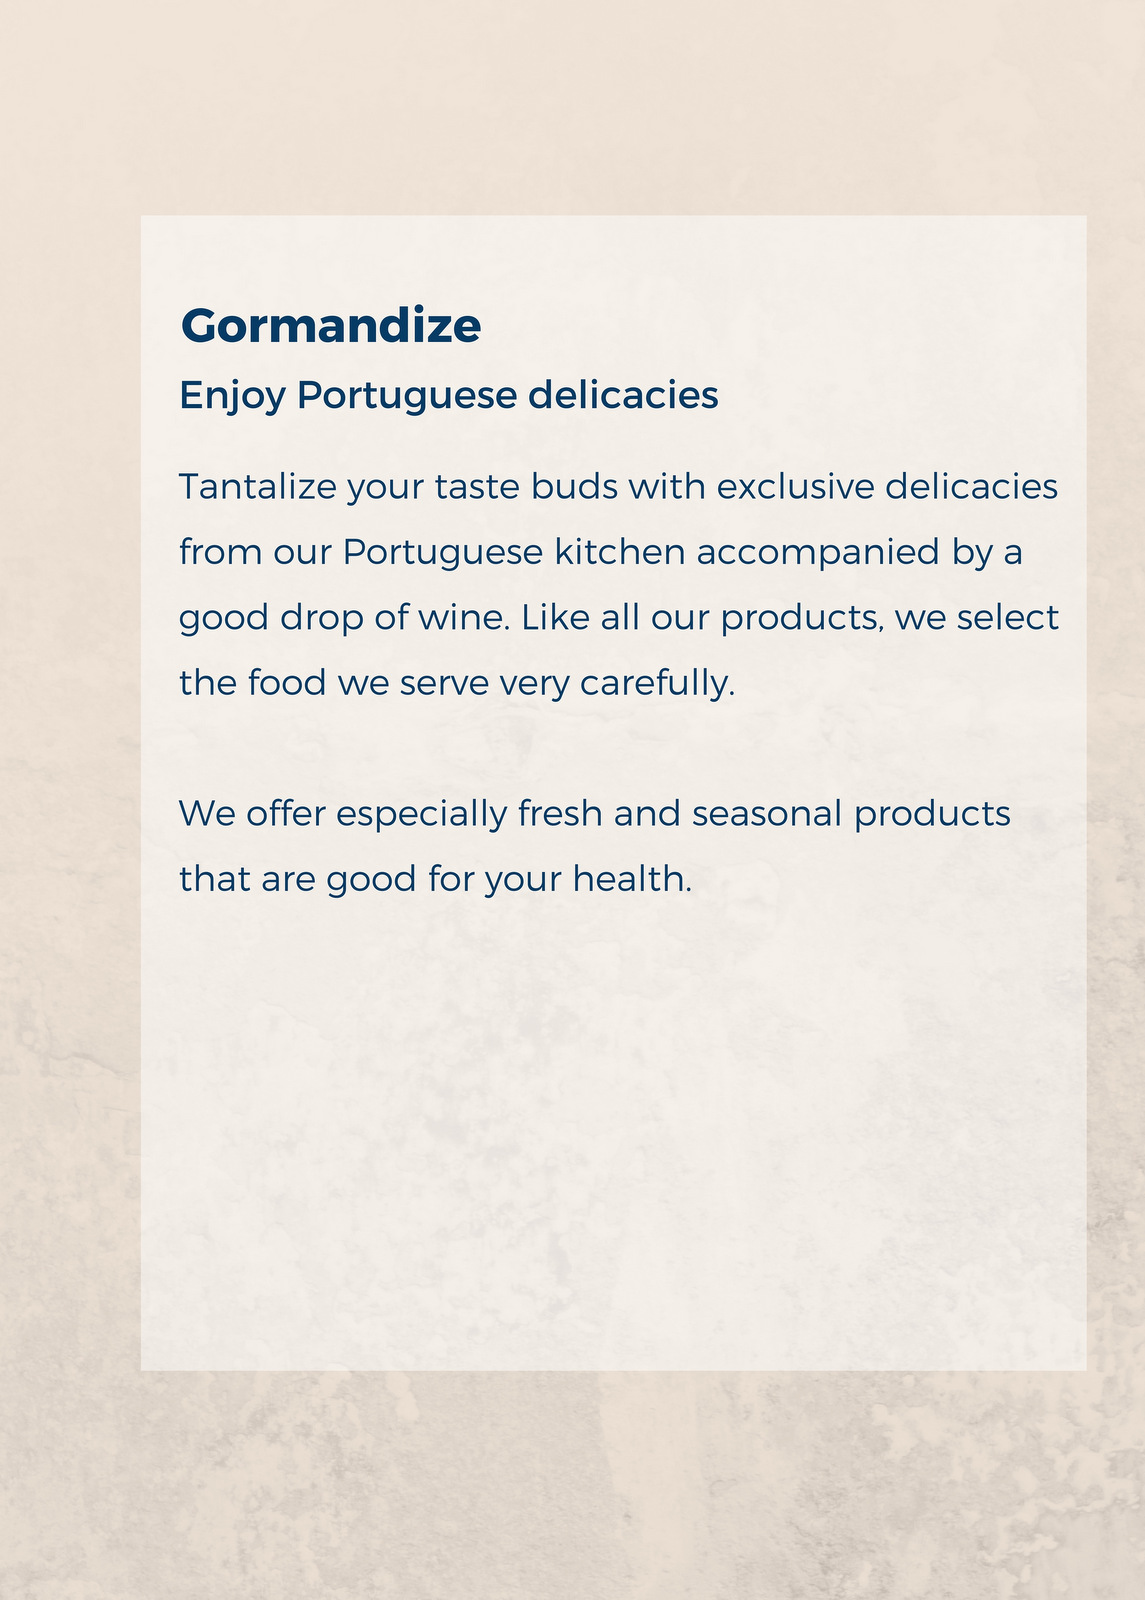 Gormandize
Enjoy Portuguese delicacies
Tantalize your taste buds with exclusive delicacies
from our Portuguese kitchen accompanied by a
good drop of wine. Like all our products, we select
the food we serve very carefully.
We offer especially fresh and seasonal products
that are good for your health.